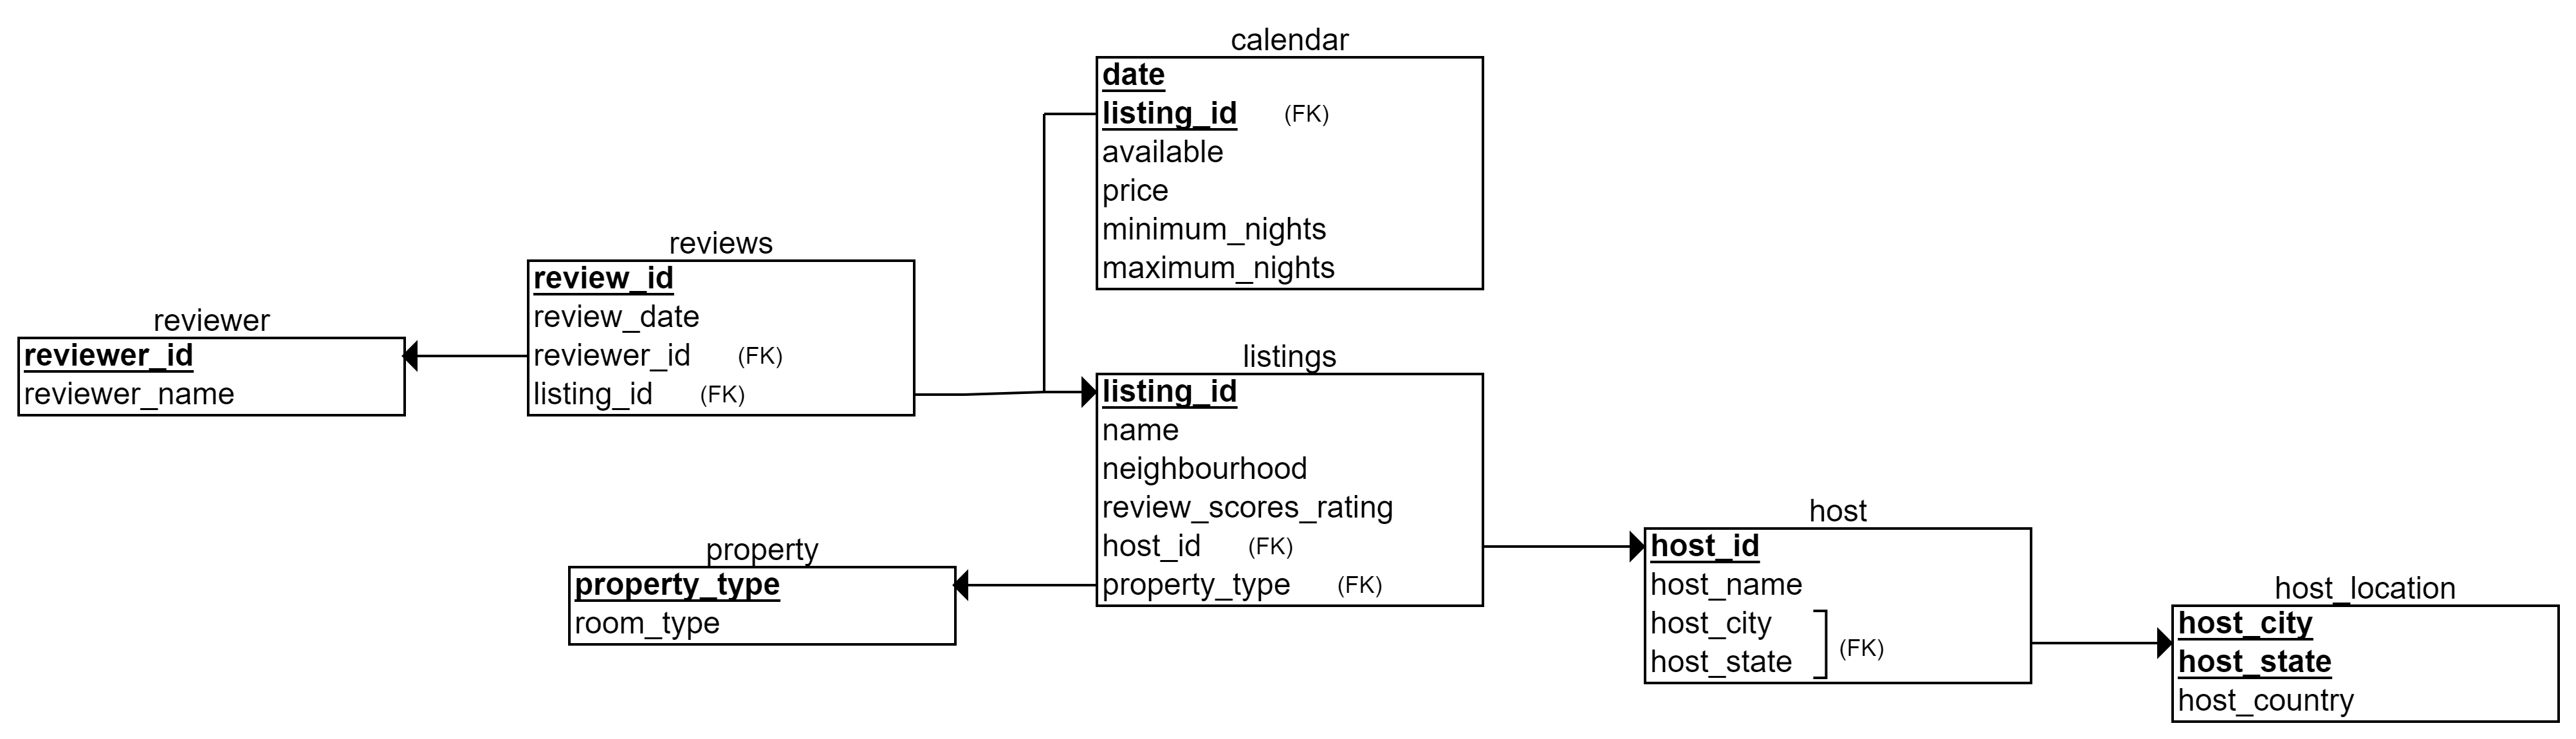 calendar
date
listing_id (FK)
available
price
minimum_nights
maximum_nights
reviews
review_id
review_date
reviewer_id (FK)
listing_id (FK)
reviewer
reviewer_id
reviewer_name
listings
listing_id
name
neighbourhood
review_scores_rating
host_id (FK)
property_type (FK)
property
property_type
room_type
host
host_id
host_name
host_city
host_state
(FK)
host_location
host_city
host_state
host_country